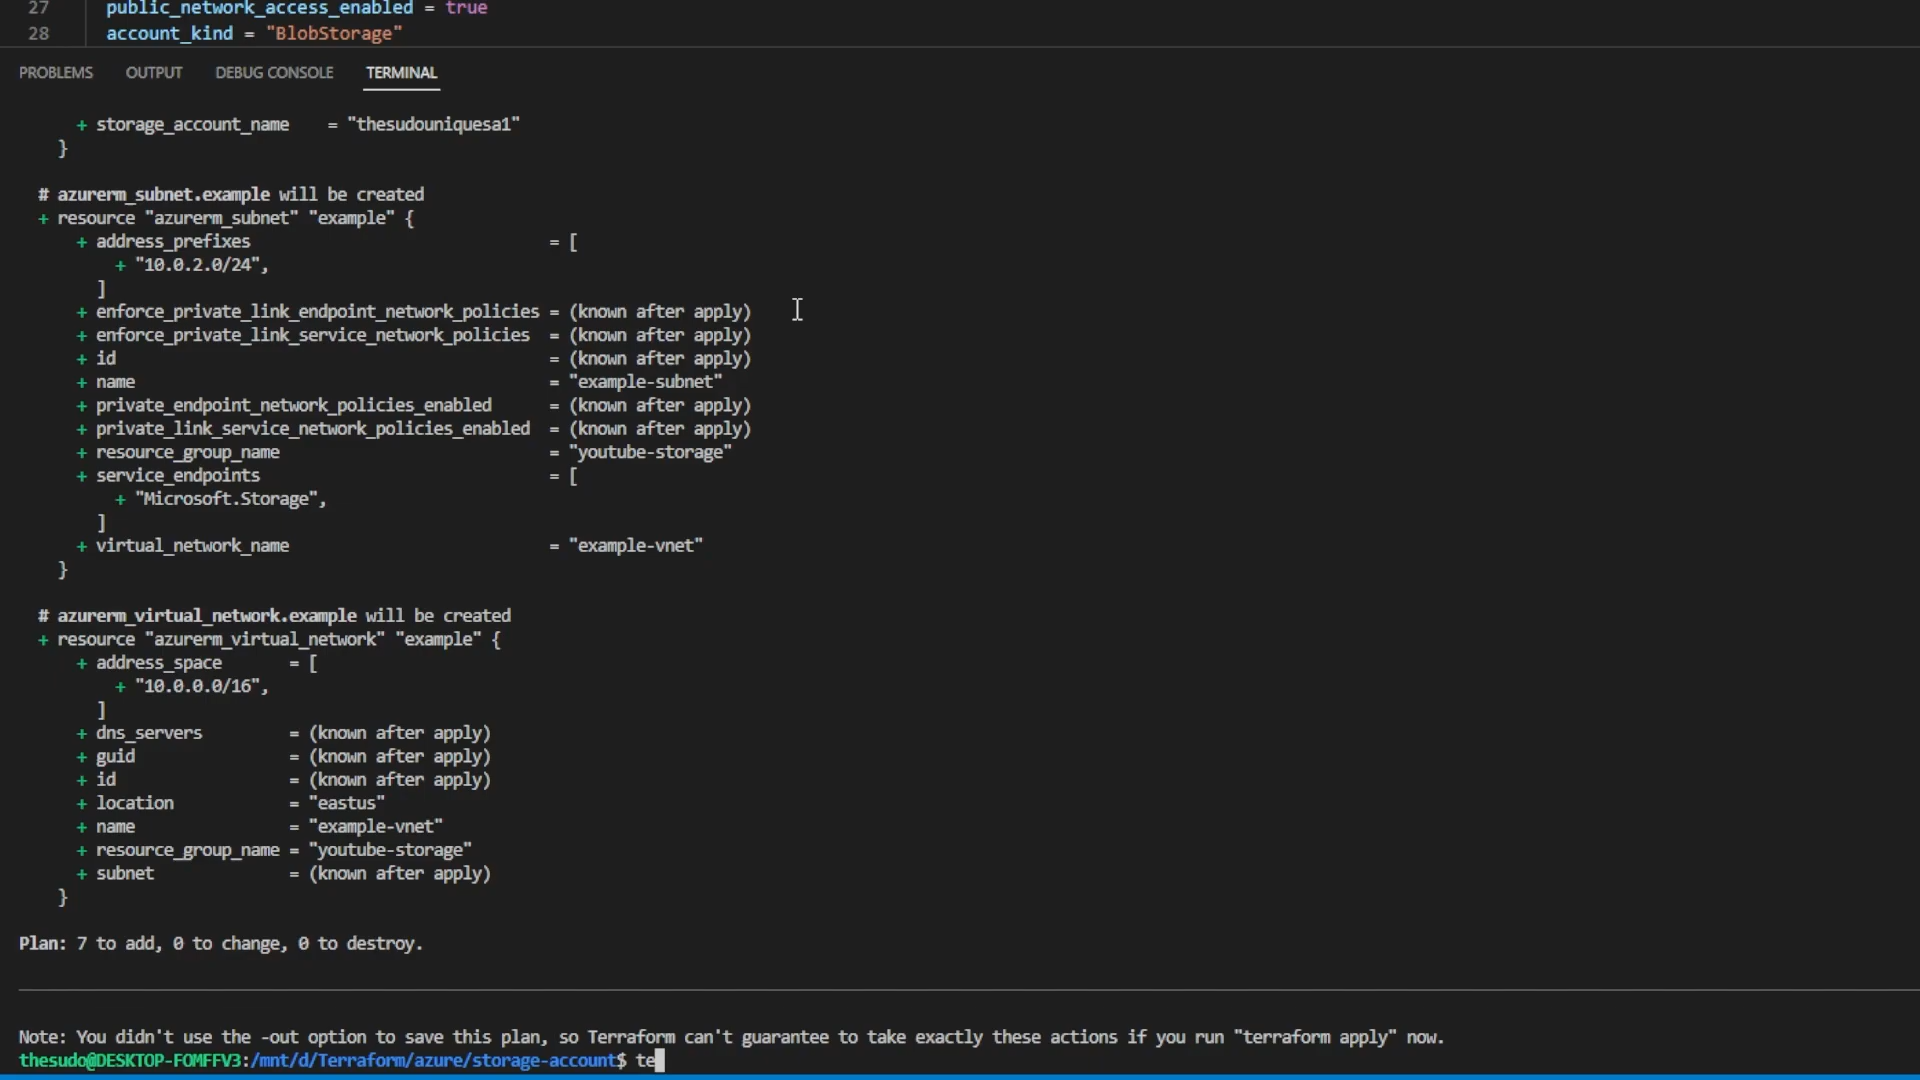 27 public_network_access_enabled = true
28 account_kind = "BlobStorage"
PROBLEMS OUTPUT DEBUG CONSOLE TERMINAL
+ storage_account_name = "thesudouniquesa1"
}
# azurerm_subnet.example will be created
+ resource "azurerm_subnet" "example" {
+ address_prefixes = [
+ "10.0.2.0/24",
]
+ enforce_private_link_endpoint_network_policies = (known after apply)
+ enforce_private_link_service_network_policies = (known after apply)
+ id = (known after apply)
+ name = "example-subnet"
+ private_endpoint_network_policies_enabled = (known after apply)
+ private_link_service_network_policies_enabled = (known after apply)
+ resource_group_name = "youtube-storage"
+ service_endpoints = [
+ "Microsoft.Storage",
]
+ virtual_network_name = "example-vnet"
}
# azurerm_virtual_network.example will be created
+ resource "azurerm_virtual_network" "example" {
+ address_space = [
+ "10.0.0.0/16",
]
+ dns_servers = (known after apply)
+ guid = (known after apply)
+ id = (known after apply)
+ location = "eastus"
+ name = "example-vnet"
+ resource_group_name = "youtube-storage"
+ subnet = (known after apply)
}
Plan: 7 to add, 0 to change, 0 to destroy.
Note: You didn't use the -out option to save this plan, so Terraform can't guarantee to take exactly these actions if you run "terraform apply" now.
thesudo@DESKTOP-FOMFFV3:/mnt/d/Terraform/azure/storage-account$ te